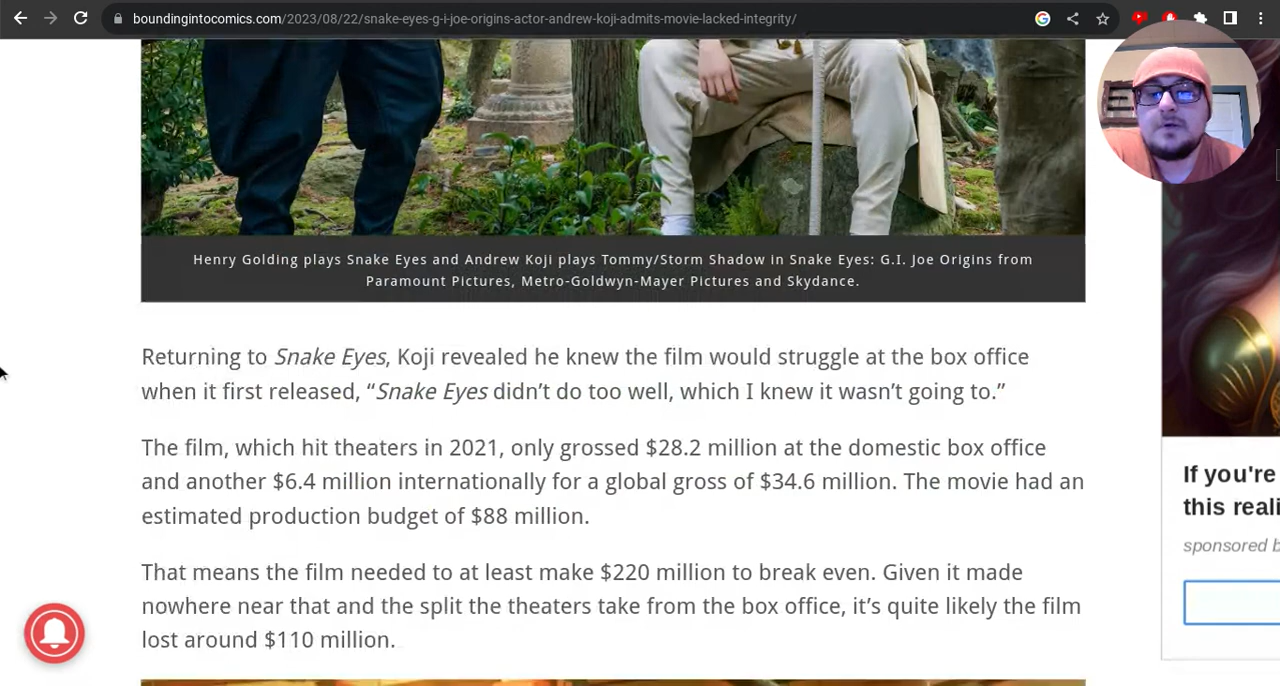 boundingintocomics.com/2023/08/22/snake-eyes-g-i-joe-origins-actor-andrew-koji-admits-movie-lacked-integrity/
Henry Golding plays Snake Eyes and Andrew Koji plays Tommy/Storm Shadow in Snake Eyes: G.I. Joe Origins from
Paramount Pictures, Metro-Goldwyn-Mayer Pictures and Skydance.
Returning to Snake Eyes, Koji revealed he knew the film would struggle at the box office
when it first released, “Snake Eyes didn’t do too well, which I knew it wasn’t going to.”
The film, which hit theaters in 2021, only grossed $28.2 million at the domestic box office
and another $6.4 million internationally for a global gross of $34.6 million. The movie had an
estimated production budget of $88 million.
That means the film needed to at least make $220 million to break even. Given it made
nowhere near that and the split the theaters take from the box office, it’s quite likely the film
lost around $110 million.
If you're
this reali
sponsored b